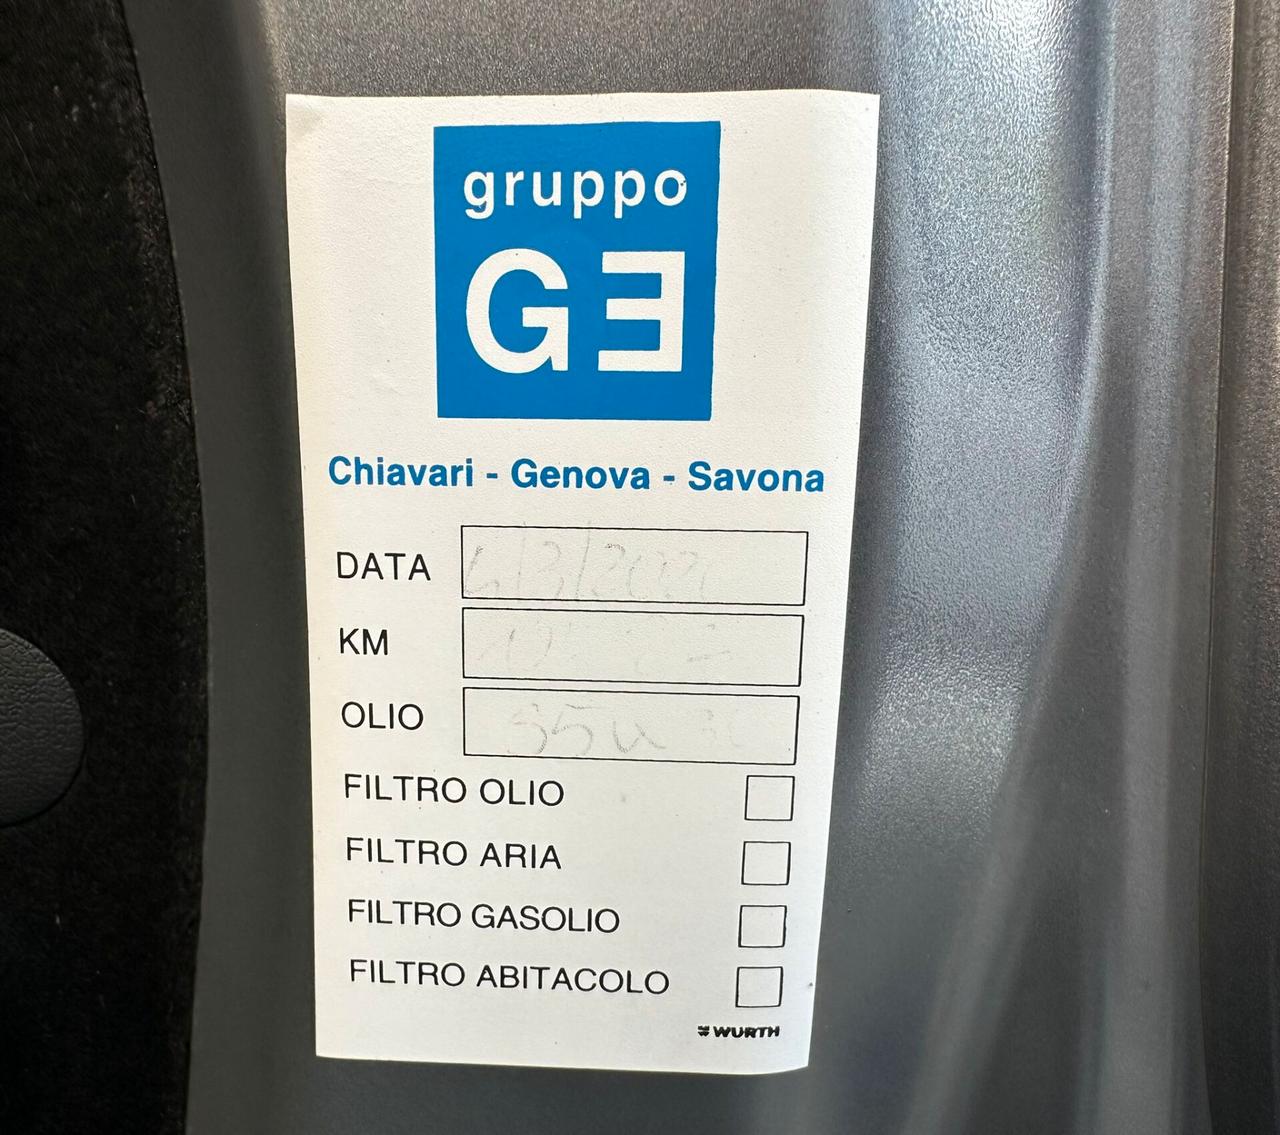 gruppo
GE
Chiavari - Genova - Savona
DATA
KM
OLIO
FILTRO OLIO
FILTRO ARIA
FILTRO GASOLIO
FILTRO ABITACOLO
WURTH